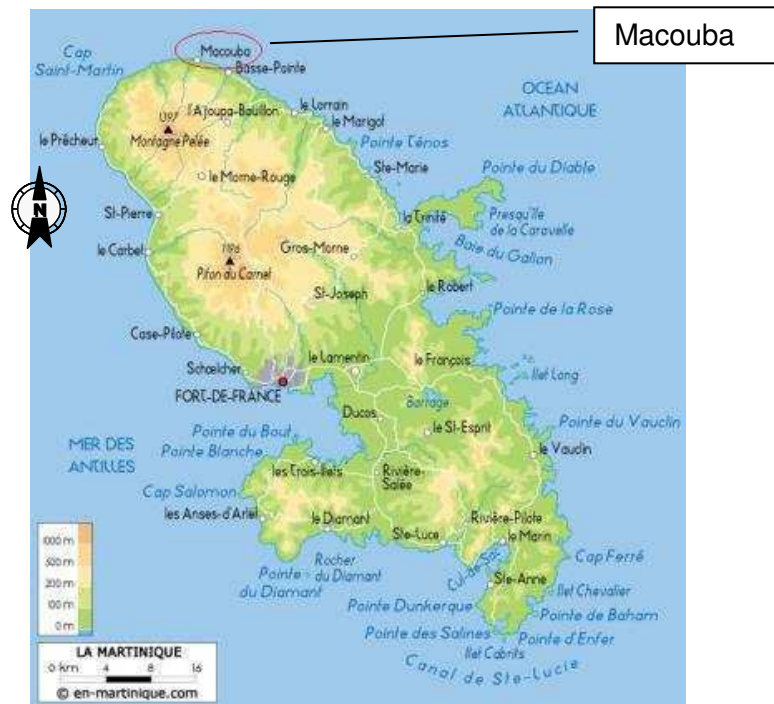 Macouba
Cap
Saint-Martin
Macouba
Basse-Pointe
OCEAN
ATLANTIQUE
l'Ajoupa-Bouillon
le Lorrain
le Marigot
le Prêcheur
Montagne Pelée
Pointe Ténos
Ste-Marie
Pointe du Diable
le Morne-Rouge
N
St-Pierre
la Trinité
Presqu'île
de la Caravelle
le Carbet
1196
Piton du Carnet
Gros-Morne
Baie du Galion
St-Joseph
le Robert
Pointe de la Rose
Case-Pilote
Schœlcher
le Lamentin
le François
Ilet Long
FORT-DE-FRANCE
Ducos
Barrage
le St-Esprit
Pointe du Vauclin
Pointe du Bout
MER DES
ANTILLES
Pointe Blanche
le Vauclin
les Trois-Ilets
Rivière-
Salée
Cap Salomon
les Anses-d'Arlet
le Diamant
Ste-Luce
Rivière-Pilote
le Marin
Cap Ferré
Cul-de-Sac
Rocher
du Diamant
Pointe
du Diamant
Ste-Anne
Ilet Chevalier
Pointe Dunkerque
Pointe de Baham
Pointe des Salines
Pointe d'Enfer
Ilet Cabrits
Canal de Ste-Lucie
1000 m
500 m
200 m
100 m
0 m
LA MARTINIQUE
0 km 4 8 16
© en-martinique.com